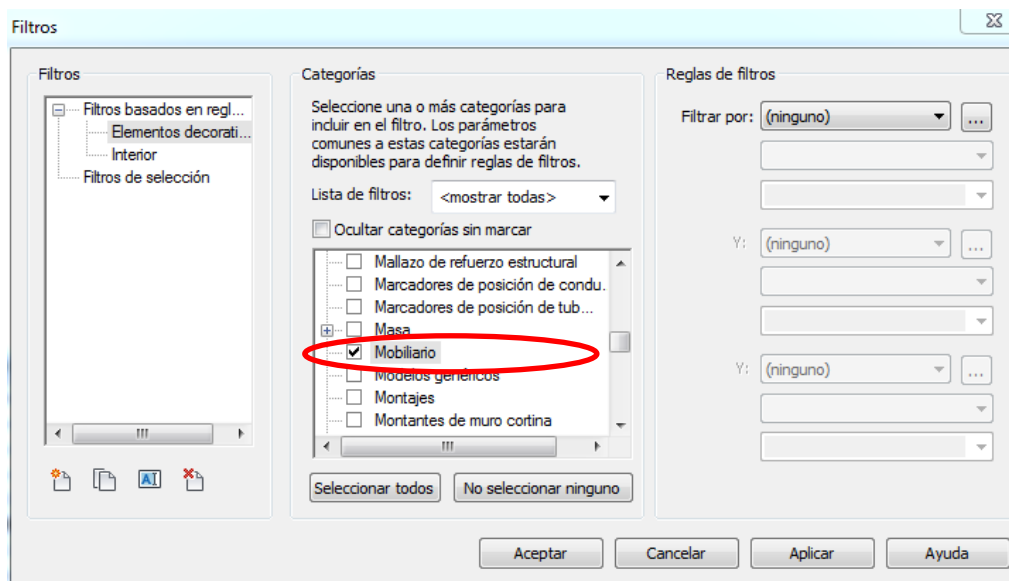 Filtros
Filtros
Filtros basados en regl...
Elementos decorati...
Interior
Filtros de selección
Categorías
Seleccione una o más categorías para
incluir en el filtro. Los parámetros
comunes a estas categorías estarán
disponibles para definir reglas de filtros.
Lista de filtros: <mostrar todas>
Ocultar categorías sin marcar
Mallazo de refuerzo estructural
Marcadores de posición de condu.
Marcadores de posición de tub...
Masa
Mobiliario
Modelos genéricos
Montajes
Montantes de muro cortina
Seleccionar todos No seleccionar ninguno
Reglas de filtros
Filtrar por: (ninguno) ...
Y: (ninguno) ...
Y: (ninguno) ...
Aceptar Cancelar Aplicar Ayuda